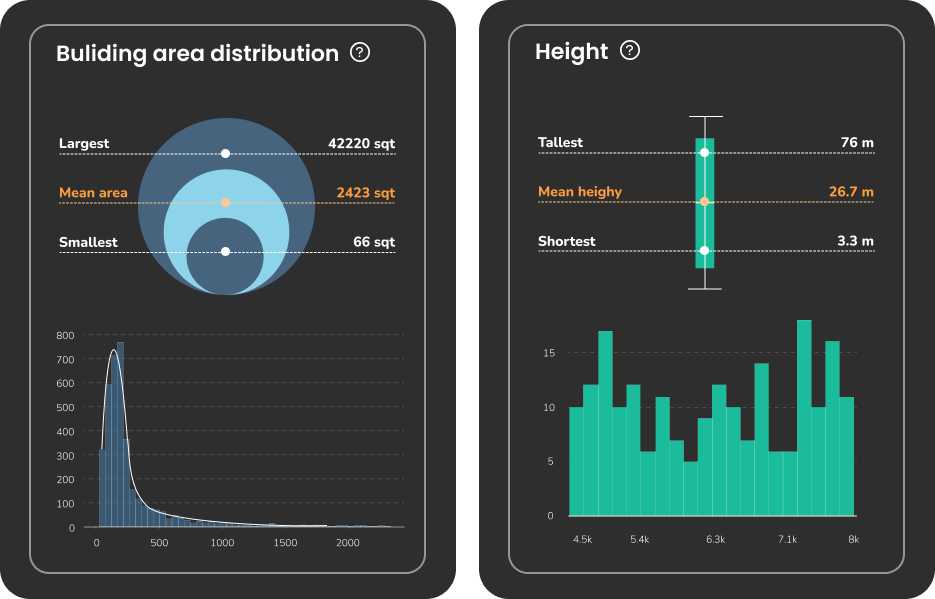 Buliding area distribution ?
Largest 42220 sqt
Mean area 2423 sqt
Smallest 66 sqt
800
700
600
500
400
300
200
100
0
0 500 1000 1500 2000
Height ?
Tallest 76 m
Mean heighy 26.7 m
Shortest 3.3 m
15
10
5
0
4.5k 5.4k 6.3k 7.1k 8k